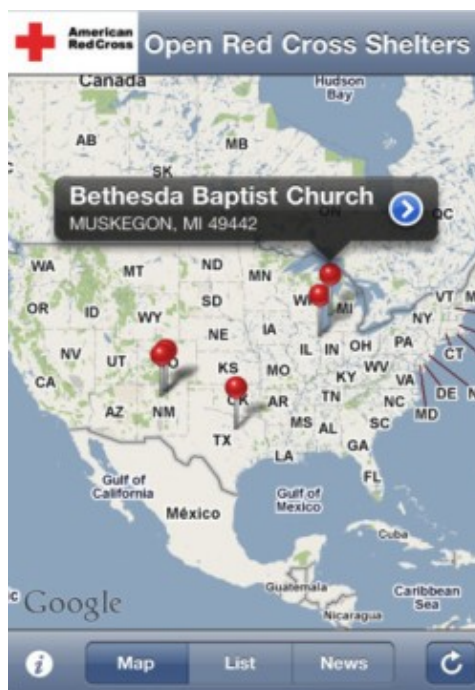 American
Red Cross
Open Red Cross Shelters
Canada
Hudson
Bay
AB
MB
SK
ON
QC
Bethesda Baptist Church
MUSKEGON, MI 49442
WA
MT
ND
MN
OR
ID
WY
SD
WI
MI
VT
NY
NV
UT
NE
IA
IL
IN
OH
PA
CT
CA
KS
MO
KY
WV
VA
DE
AZ
NM
OK
AR
TN
NC
MD
TX
MS
AL
SC
GA
LA
FL
Gulf of
California
México
Gulf of
Mexico
Cuba
Guatemala
Caribbean
Sea
Nicaragua
Google
i
Map
List
News